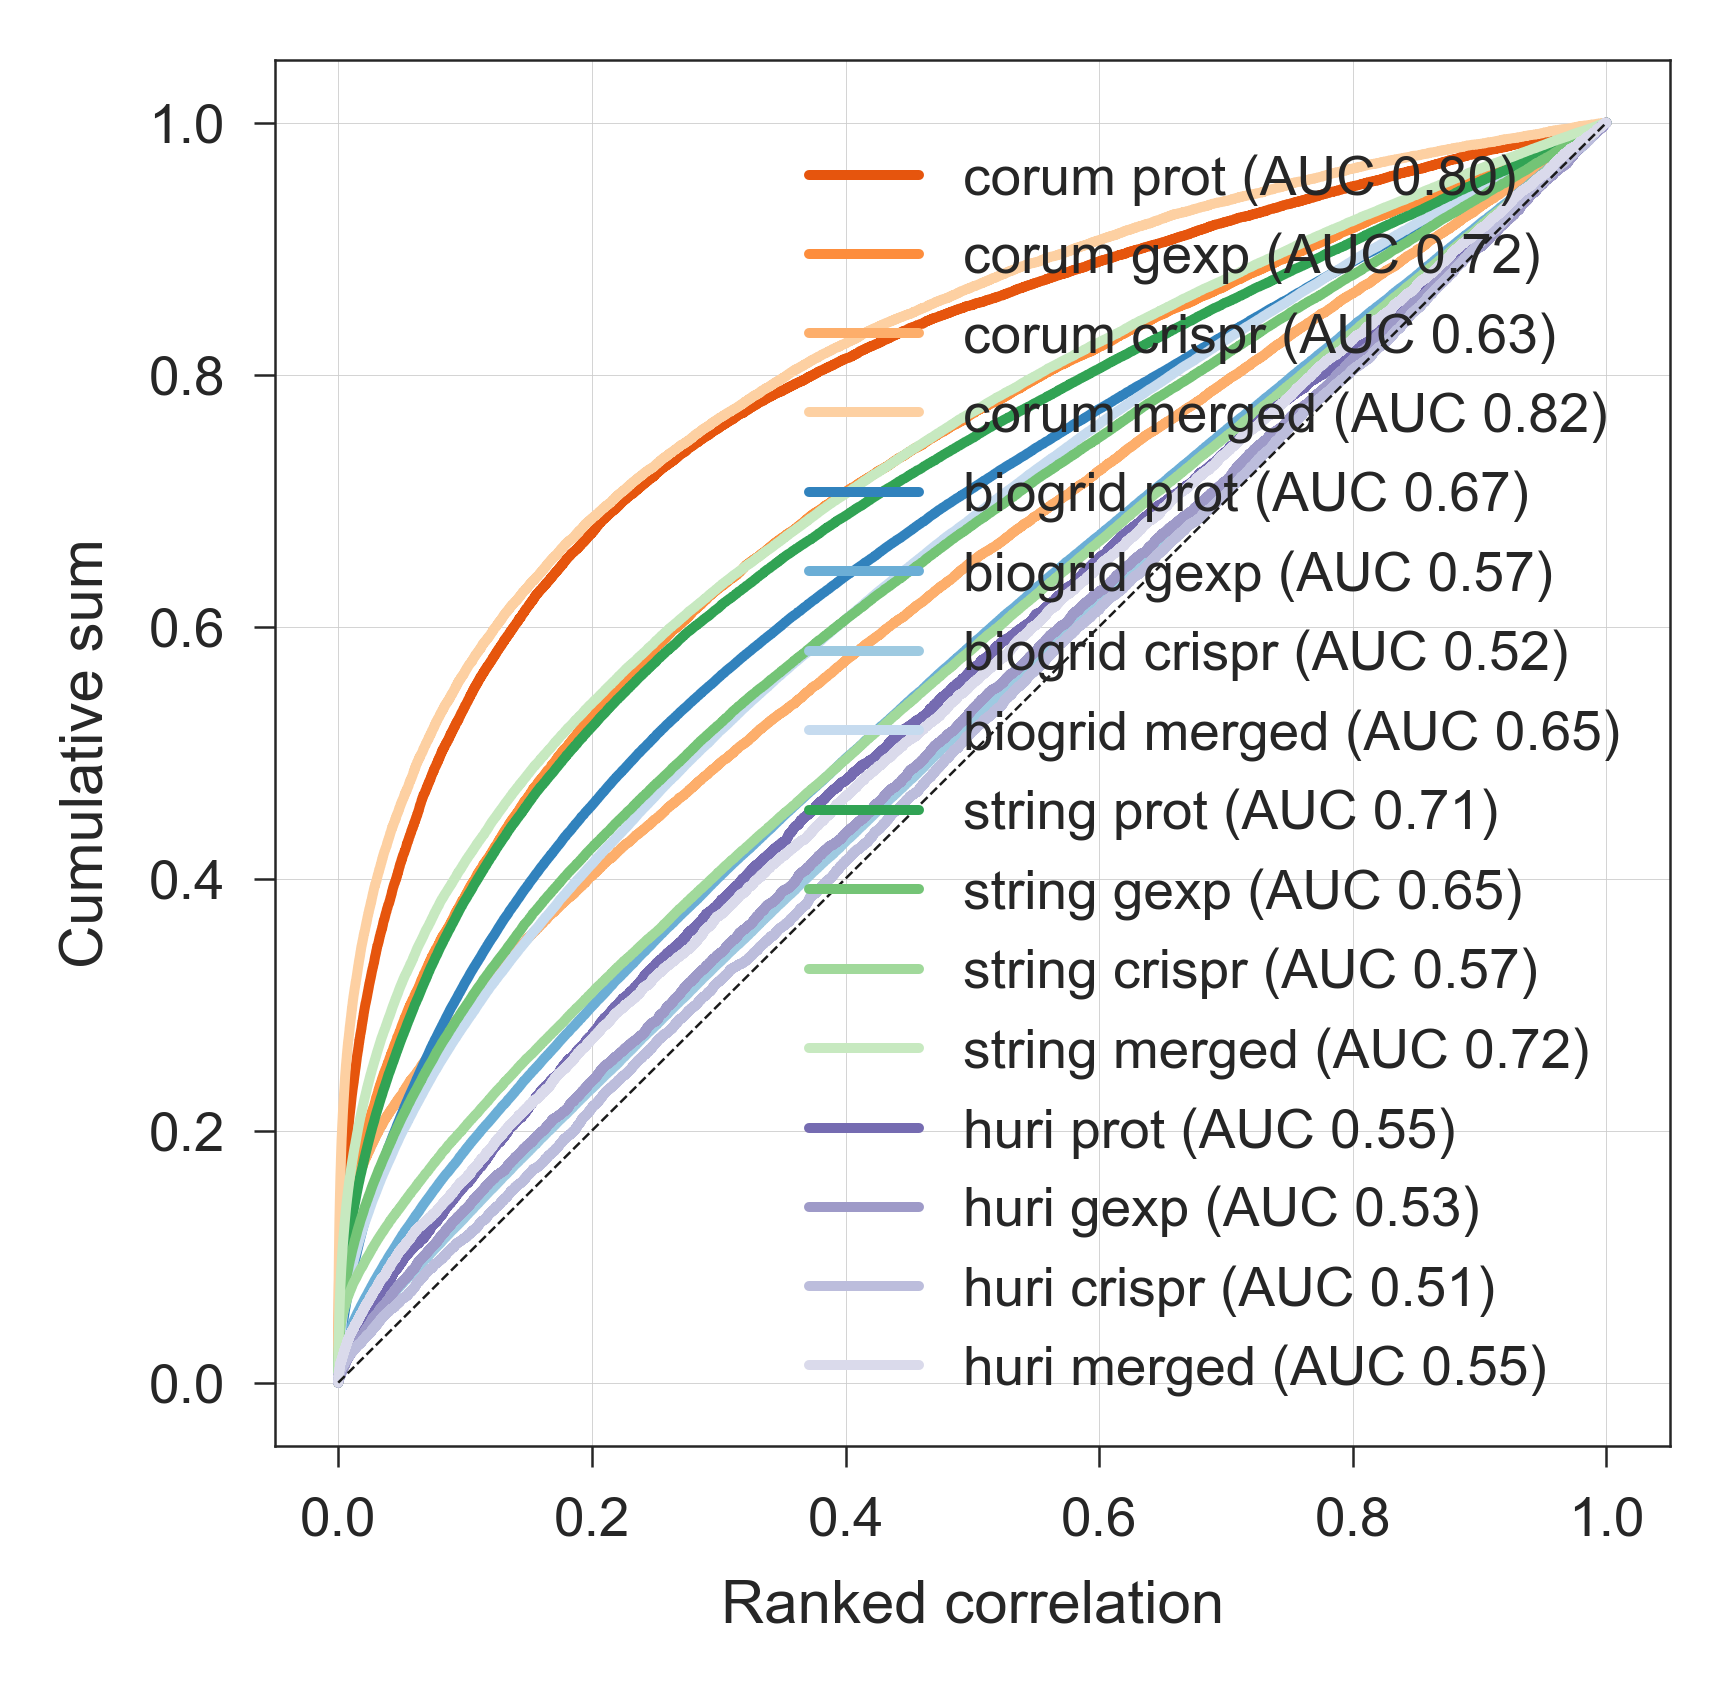 1.0
0.8
0.6
0.4
0.2
0.0
Cumulative sum
corum prot (AUC 0.80)
corum gexp (AUC 0.72)
corum crispr (AUC 0.63)
corum merged (AUC 0.82)
biogrid prot (AUC 0.67)
biogrid gexp (AUC 0.57)
biogrid crispr (AUC 0.52)
biogrid merged (AUC 0.65)
string prot (AUC 0.71)
string gexp (AUC 0.65)
string crispr (AUC 0.57)
string merged (AUC 0.72)
huri prot (AUC 0.55)
huri gexp (AUC 0.53)
huri crispr (AUC 0.51)
huri merged (AUC 0.55)
0.0 0.2 0.4 0.6 0.8 1.0
Ranked correlation